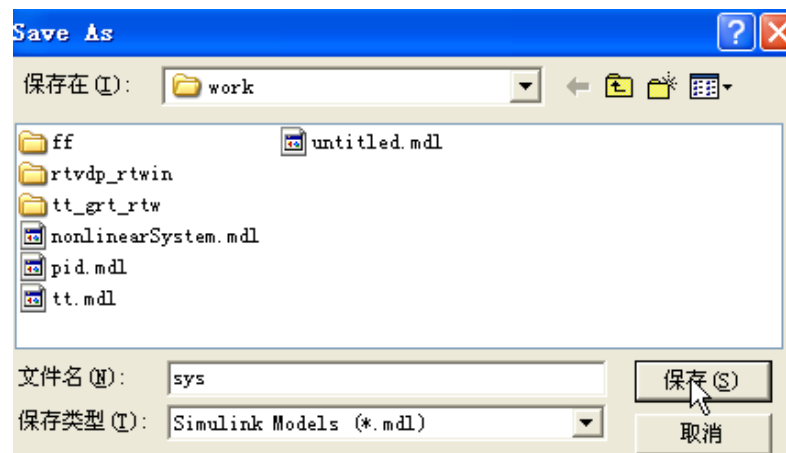 Save As
保存在(I):
work
ff
untitled.mdl
rtvdp_rtwin
tt_grt_rtw
nonlinearSystem.mdl
pid.mdl
tt.mdl
文件名(N):
sys
保存(S)
保存类型(T):
Simulink Models (*.mdl)
取消